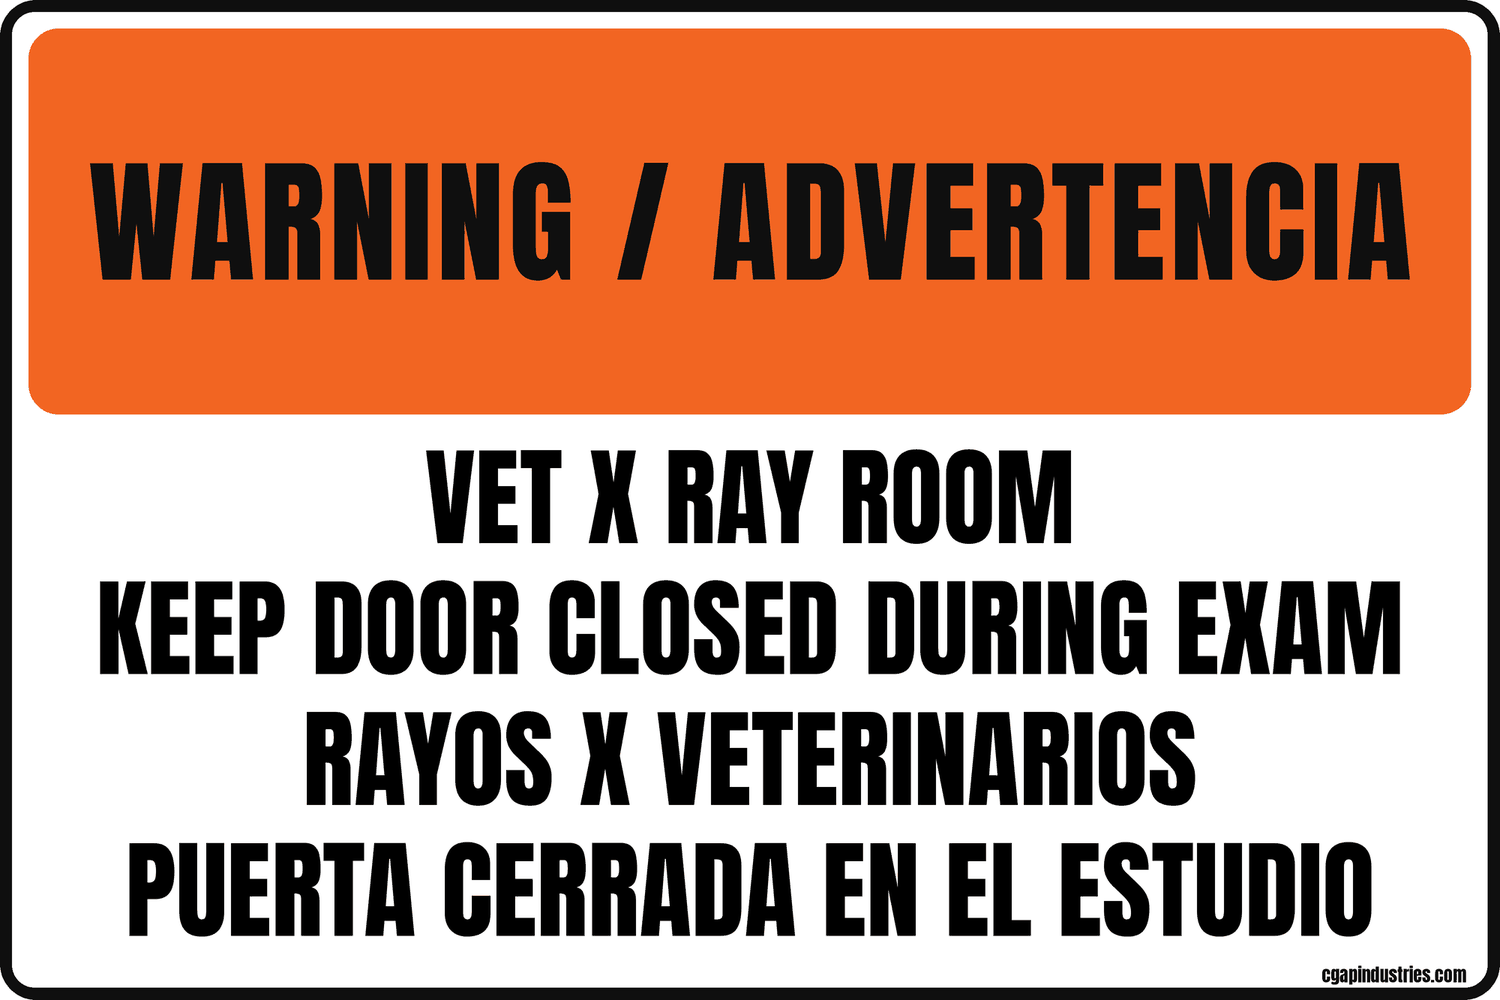 WARNING / ADVERTENCIA
VET X RAY ROOM
KEEP DOOR CLOSED DURING EXAM
RAYOS X VETERINARIOS
PUERTA CERRADA EN EL ESTUDIO
cgapindustries.com